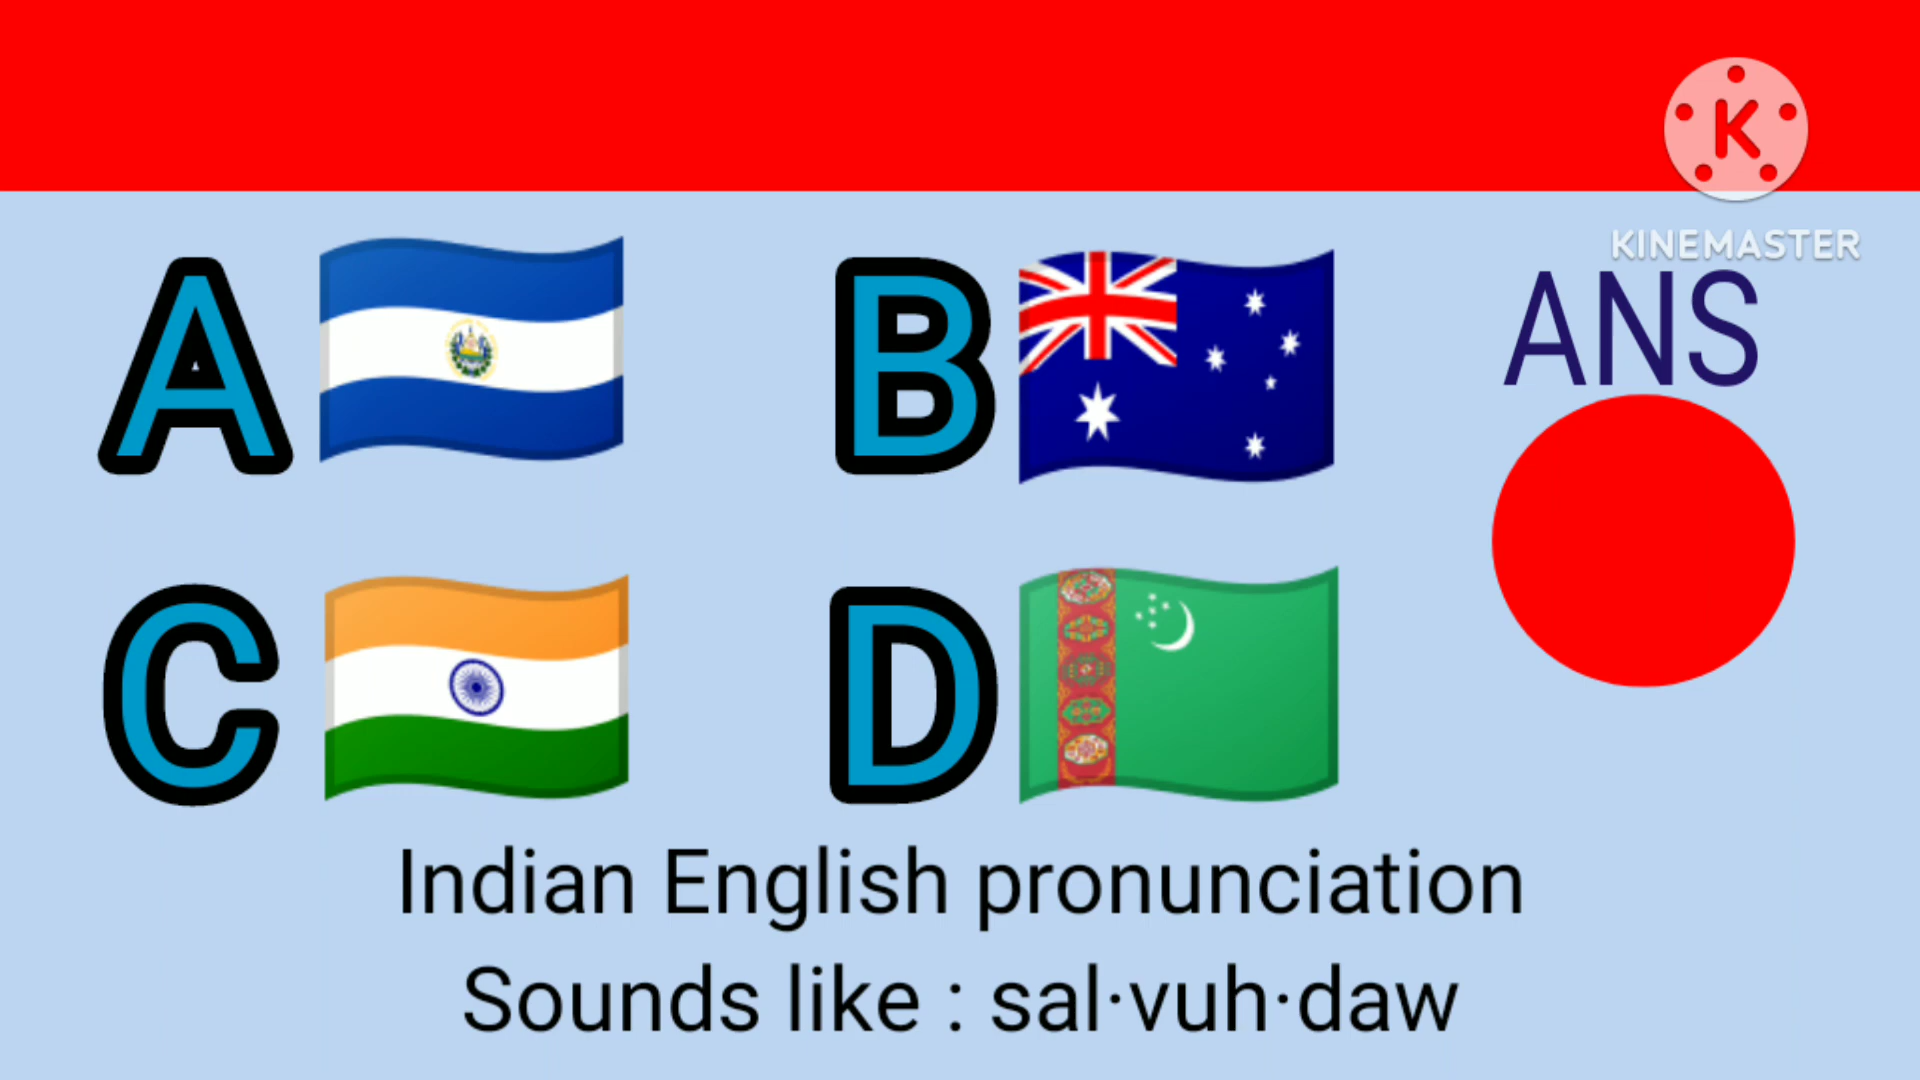 K
KINEMASTER
A
B
ANS
C
D
Indian English pronunciation
Sounds like : sal·vuh·daw